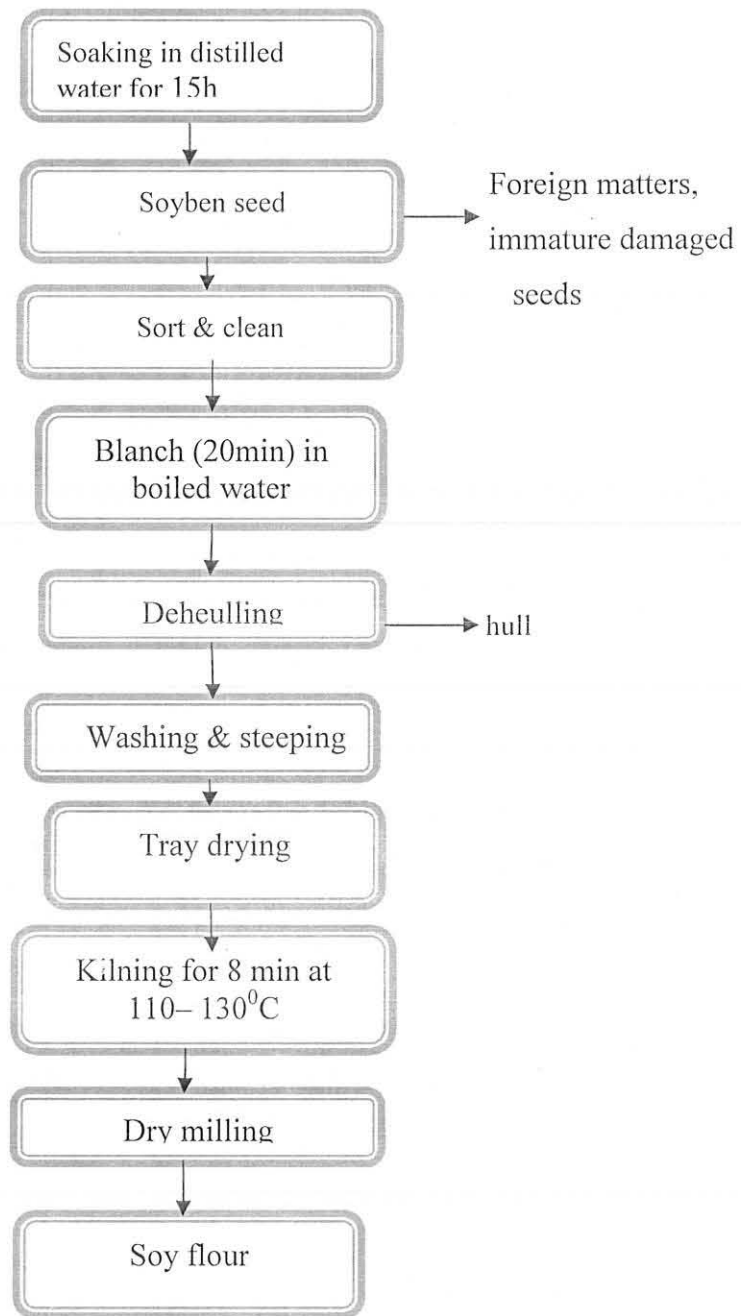 Soaking in distilled
water for 15h
Soyben seed
Foreign matters,
immature damaged
seeds
Sort & clean
Blanch (20min) in
boiled water
Deheulling
hull
Washing & steeping
Tray drying
Kilning for 8 min at
110– 130⁰C
Dry milling
Soy flour